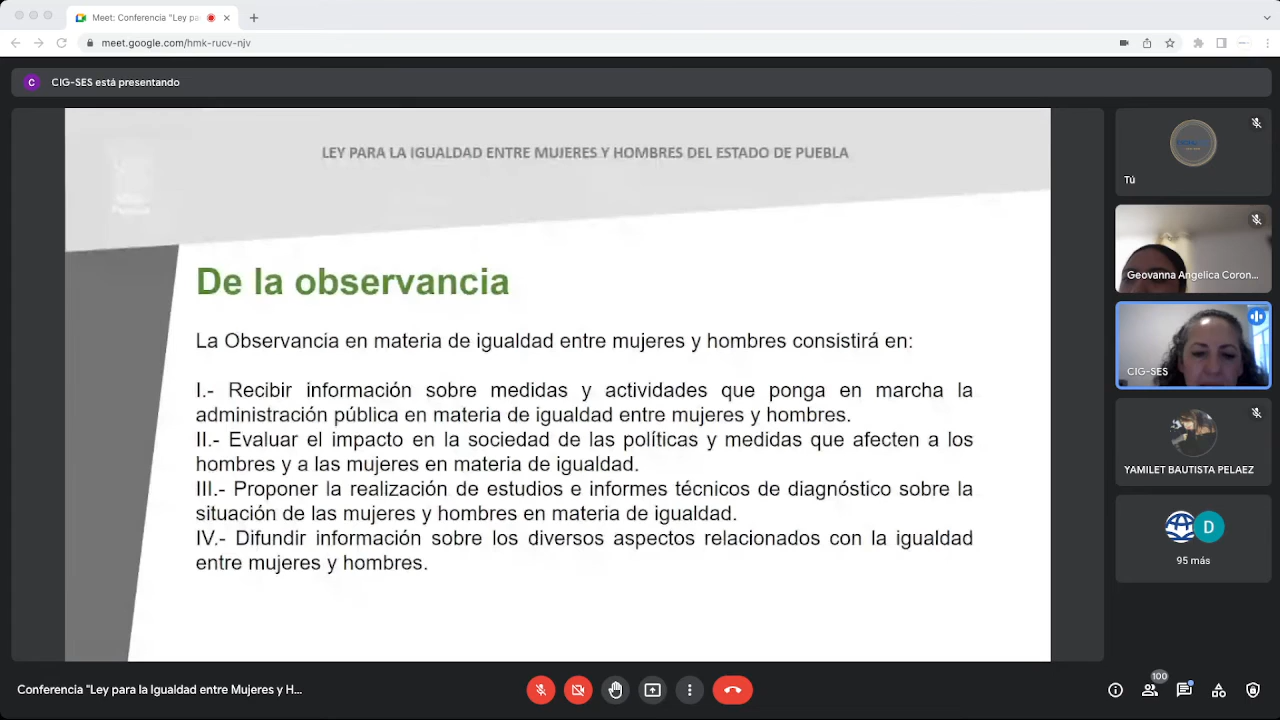 Meet: Conferencia "Ley pa
meet.google.com/hmk-rucv-njv
C
CIG-SES está presentando
LEY PARA LA IGUALDAD ENTRE MUJERES Y HOMBRES DEL ESTADO DE PUEBLA
De la observancia
La Observancia en materia de igualdad entre mujeres y hombres consistirá en:
I.- Recibir información sobre medidas y actividades que ponga en marcha la
administración pública en materia de igualdad entre mujeres y hombres.
II.- Evaluar el impacto en la sociedad de las políticas y medidas que afecten a los
hombres y a las mujeres en materia de igualdad.
III.- Proponer la realización de estudios e informes técnicos de diagnóstico sobre la
situación de las mujeres y hombres en materia de igualdad.
IV.- Difundir información sobre los diversos aspectos relacionados con la igualdad
entre mujeres y hombres.
Tú
Geovanna Angelica Coron...
CIG-SES
YAMILET BAUTISTA PELAEZ
D
95 más
Conferencia "Ley para la Igualdad entre Mujeres y H...
100